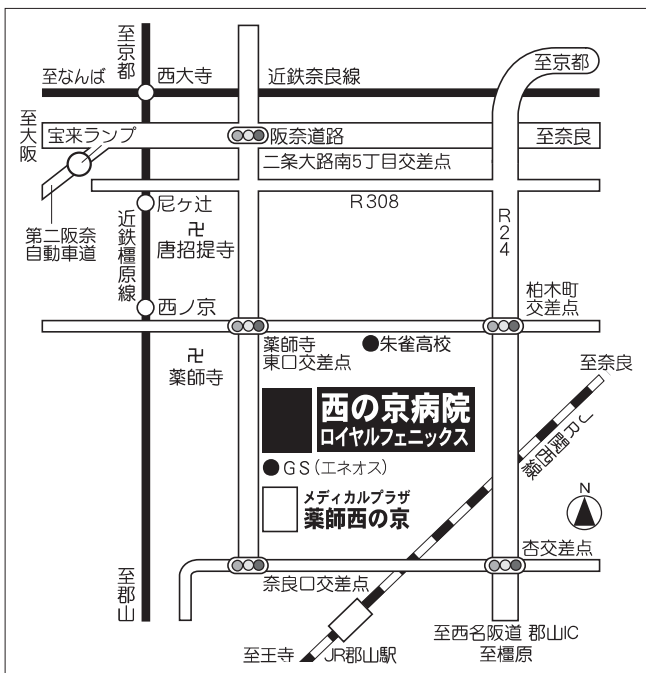 至京都
至なんば
西大寺
近鉄奈良線
至京都
至大阪
宝来ランプ
阪奈道路
至奈良
二条大路南5丁目交差点
第二阪奈
自動車道
近鉄橿原線
尼ヶ辻
卍
唐招提寺
R308
R24
西ノ京
柏木町
交差点
卍
薬師寺
薬師寺
東口交差点
●朱雀高校
至奈良
西の京病院
ロイヤルフェニックス
JR関西線
●GS(エネオス)
メディカルプラザ
薬師西の京
N
杏交差点
至郡山
奈良口交差点
至王寺
JR郡山駅
至西名阪道 郡山IC
至橿原